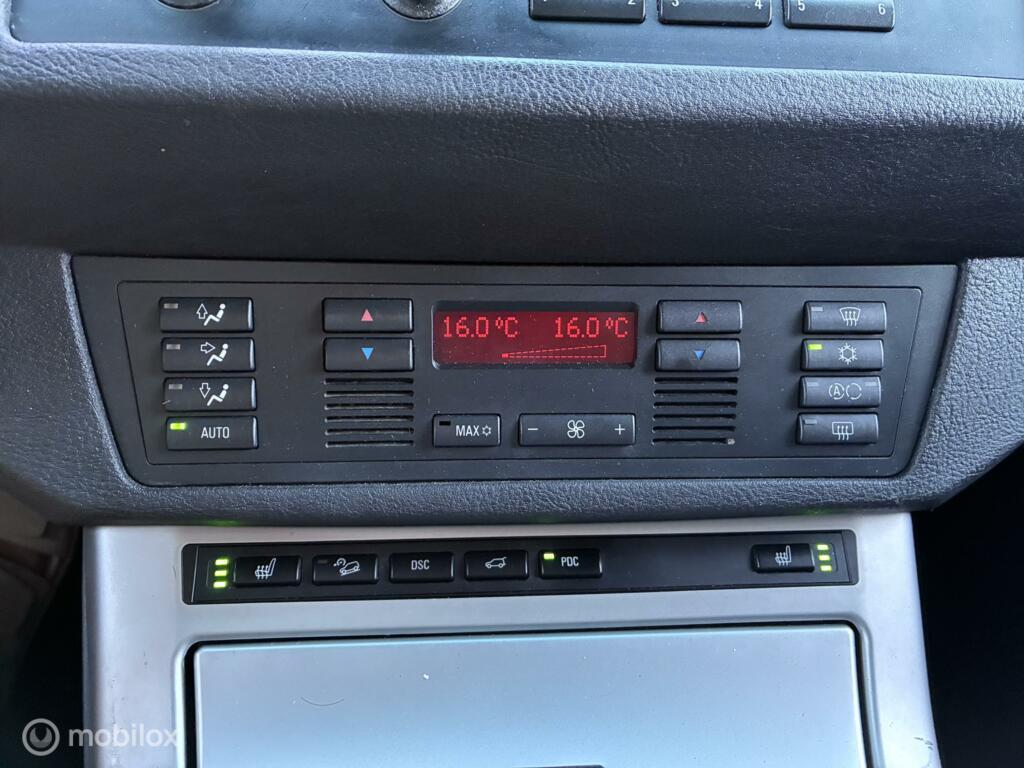 2 3 4 5 6
16.0°C 16.0°C
AUTO
MAX
- +
A
DSC
PDC
mobilox